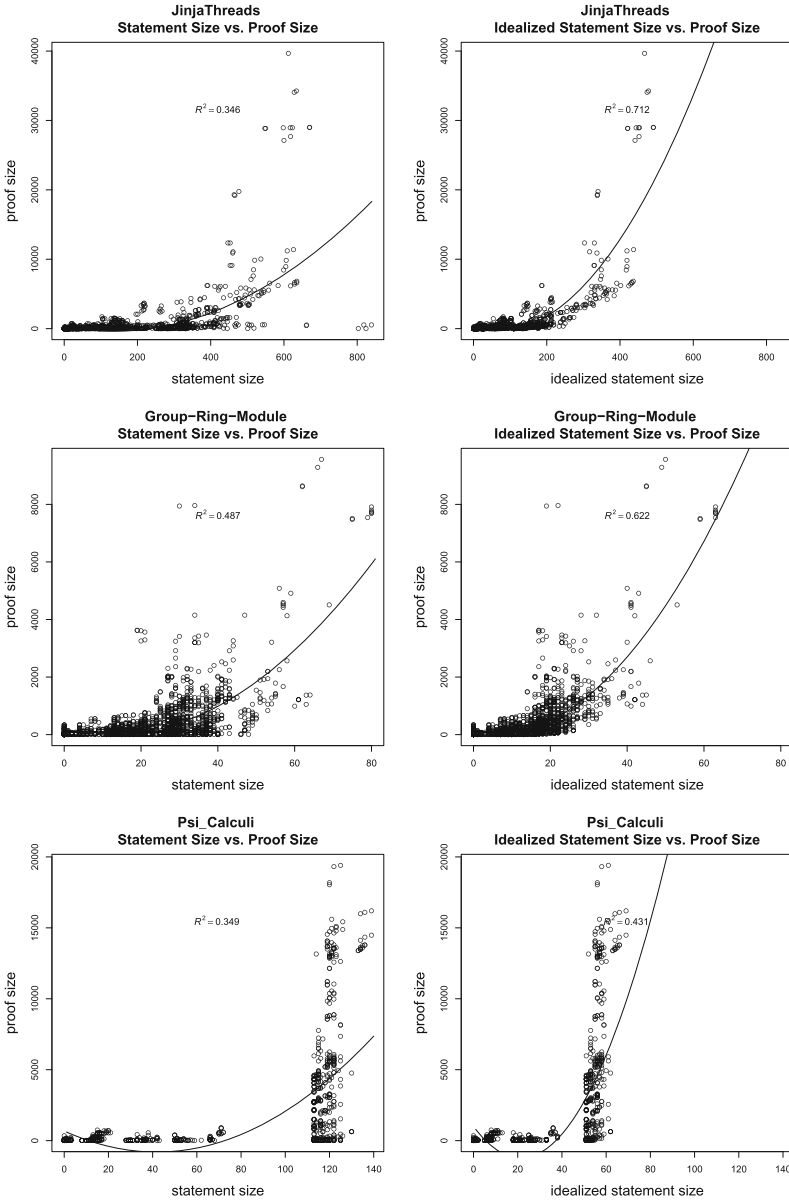 JinjaThreads
Statement Size vs. Proof Size
R² = 0.346
proof size
0 10000 20000 30000 40000
0 200 400 600 800
statement size
JinjaThreads
Idealized Statement Size vs. Proof Size
R² = 0.712
proof size
0 10000 20000 30000 40000
0 200 400 600 800
idealized statement size
Group−Ring−Module
Statement Size vs. Proof Size
R² = 0.487
proof size
0 2000 4000 6000 8000
0 20 40 60 80
statement size
Group−Ring−Module
Idealized Statement Size vs. Proof Size
R² = 0.622
proof size
0 2000 4000 6000 8000
0 20 40 60 80
idealized statement size
Psi_Calculi
Statement Size vs. Proof Size
R² = 0.349
proof size
0 5000 10000 15000 20000
0 20 40 60 80 100 120 140
statement size
Psi_Calculi
Idealized Statement Size vs. Proof Size
R² = 0.431
proof size
0 5000 10000 15000 20000
0 20 40 60 80 100 120 140
idealized statement size